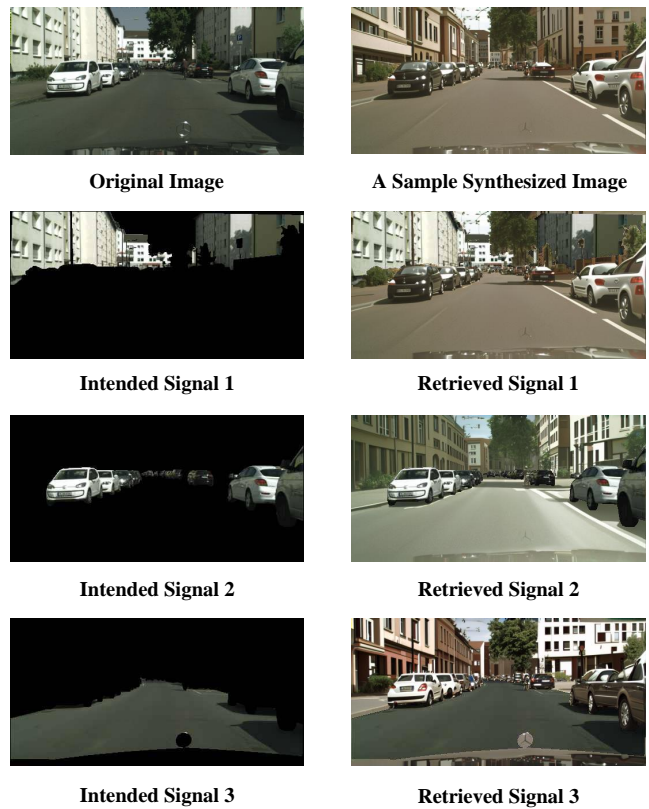 Original Image
A Sample Synthesized Image
Intended Signal 1
Retrieved Signal 1
Intended Signal 2
Retrieved Signal 2
Intended Signal 3
Retrieved Signal 3